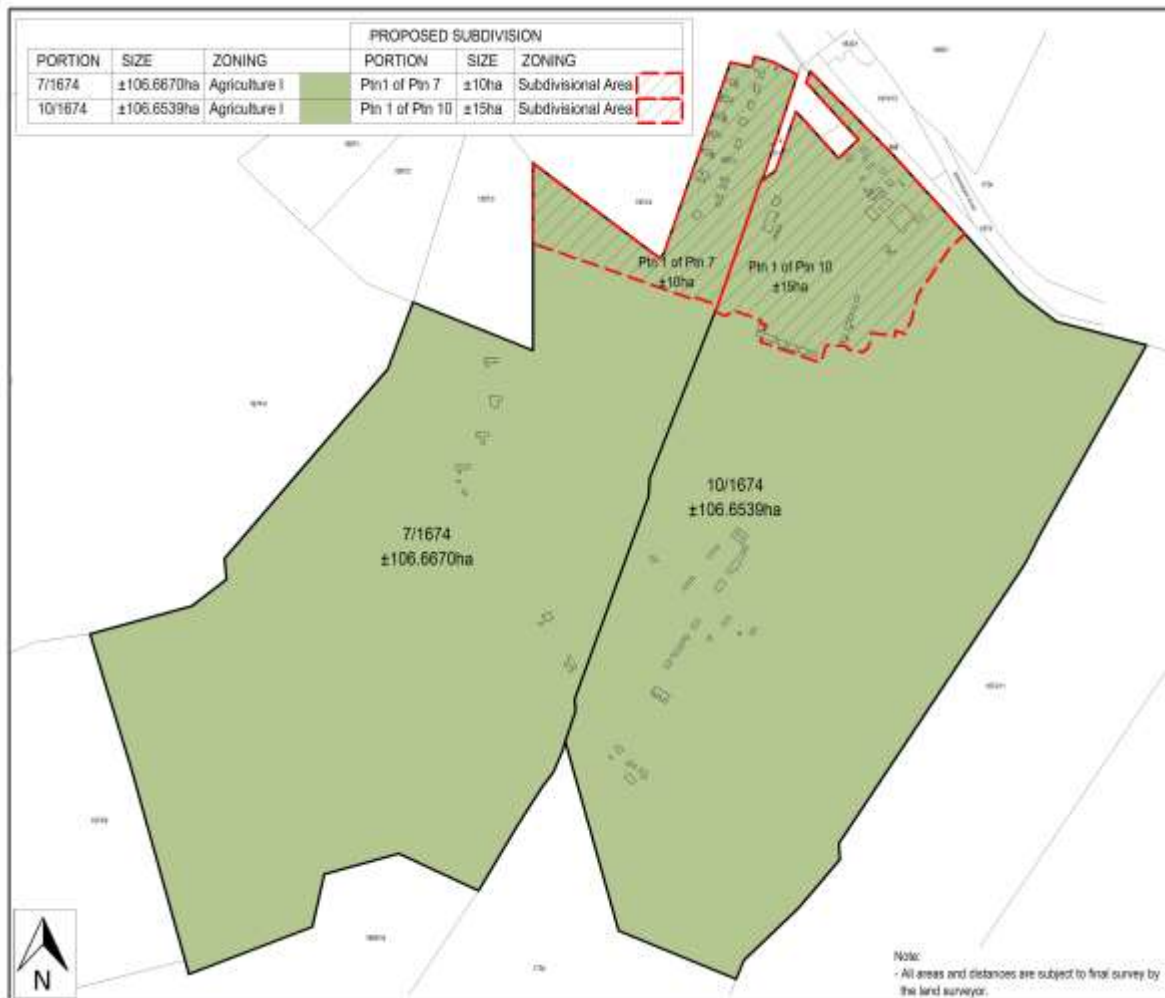 PROPOSED SUBDIVISION
PORTION SIZE ZONING PORTION SIZE ZONING
7/1674 ±106.6670ha Agriculture I Ptn1 of Ptn 7 ±10ha Subdivisional Area
10/1674 ±106.6539ha Agriculture I Ptn 1 of Ptn 10 ±15ha Subdivisional Area
Ptn 1 of Ptn 7
±10ha
Ptn 1 of Ptn 10
±15ha
10/1674
±106.6539ha
7/1674
±106.6670ha
N
Note:
- All areas and distances are subject to final survey by
the land surveyor.